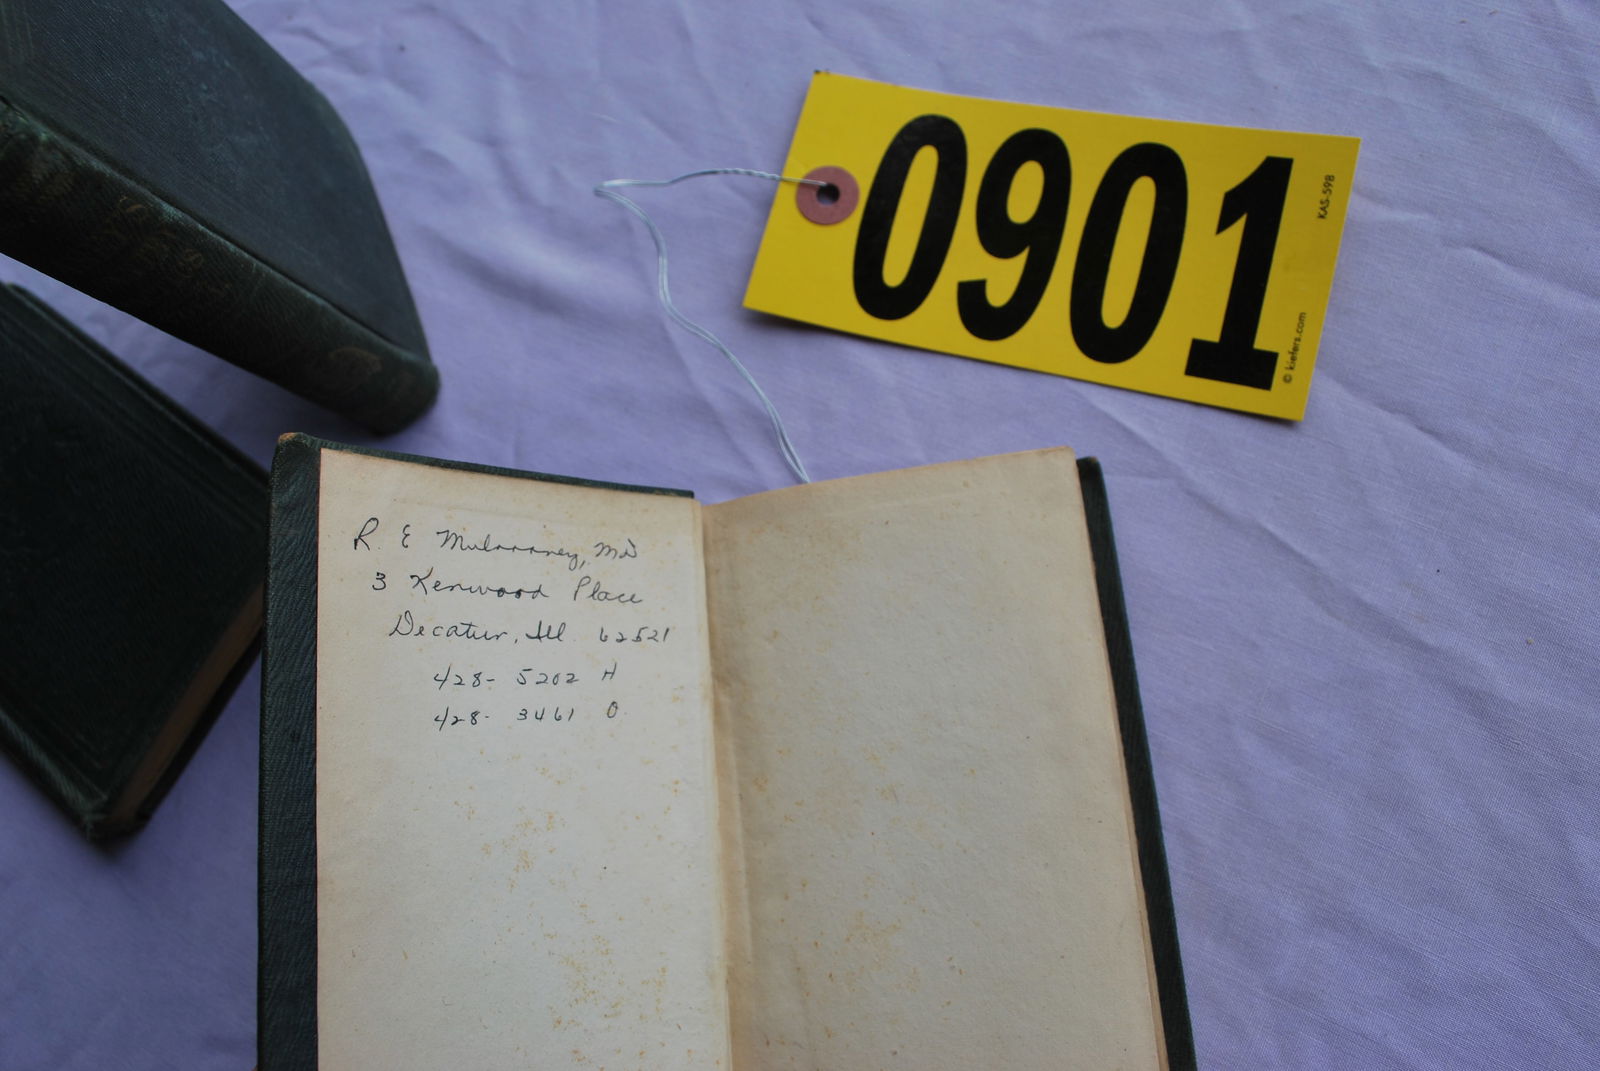 0901
KAS-598
© kiefers.com
R. E Mulrooney, MD
3 Kenwood Place
Decatur, Ill. 62521
428- 5202 H
428- 3461 O.